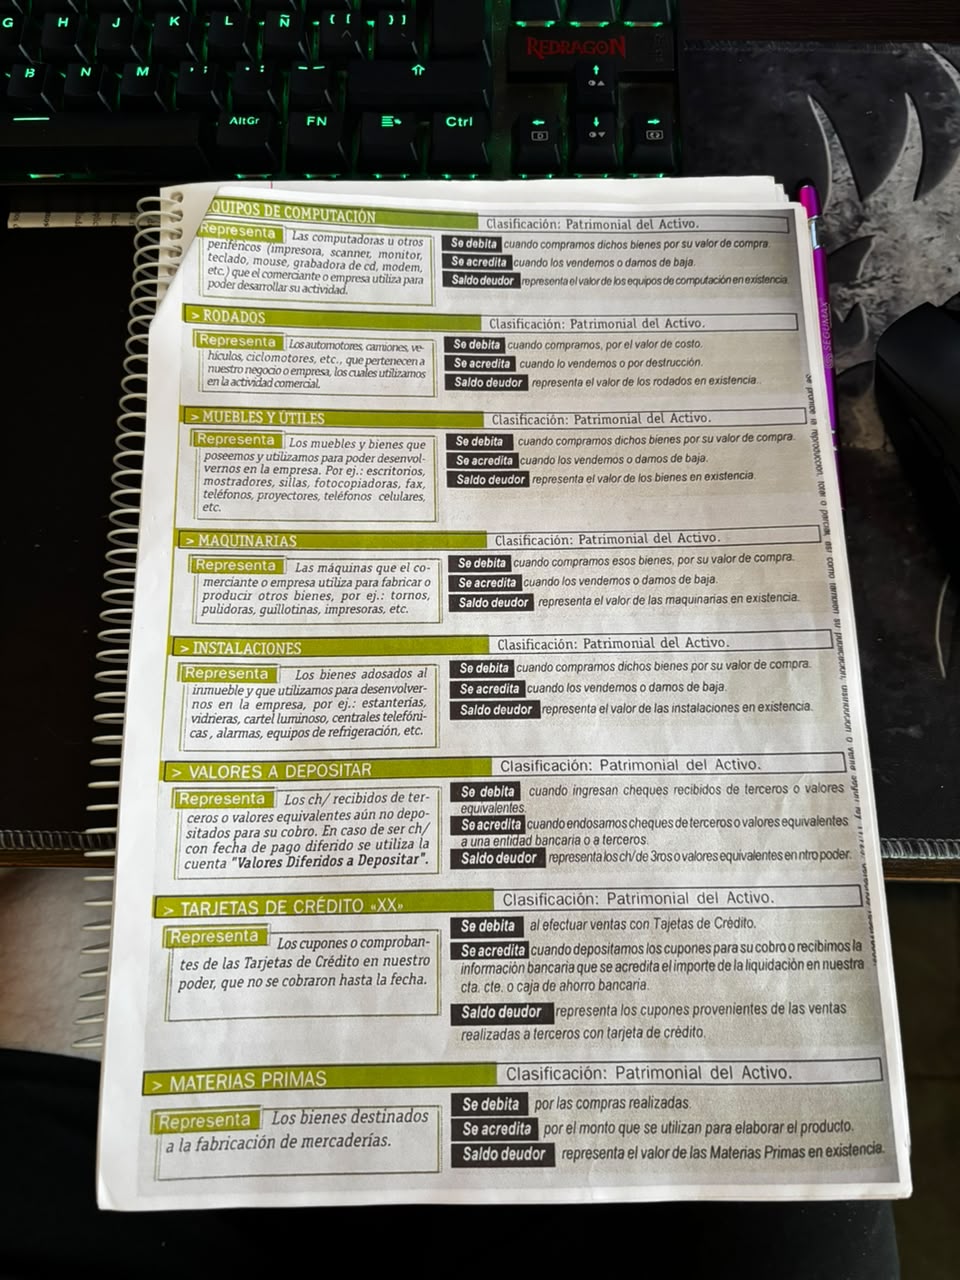 G H J K L Ñ { [ } ]
^
B N M ; : _
AltGr FN Ctrl
REDRAGON
SEGUMAX
QUIPOS DE COMPUTACIÓN
Clasificación: Patrimonial del Activo.
Representa Las computadoras u otros
periféricos (impresora, scanner, monitor,
teclado, mouse, grabadora de cd, modem,
etc.) que el comerciante o empresa utiliza para
poder desarrollar su actividad.
Se debita cuando compramos dichos bienes por su valor de compra.
Se acredita cuando los vendemos o damos de baja.
Saldo deudor representa el valor de los equipos de computación en existencia.
> RODADOS
Clasificación: Patrimonial del Activo.
Representa Los automotores, camiones, ve-
hículos, ciclomotores, etc., que pertenecen a
nuestro negocio o empresa, los cuales utilizamos
en la actividad comercial.
Se debita cuando compramos, por el valor de costo.
Se acredita cuando lo vendemos o por destrucción.
Saldo deudor representa el valor de los rodados en existencia..
> MUEBLES Y ÚTILES
Clasificación: Patrimonial del Activo.
Representa Los muebles y bienes que
poseemos y utilizamos para poder desenvol-
vernos en la empresa. Por ej.: escritorios,
mostradores, sillas, fotocopiadoras, fax,
teléfonos, proyectores, teléfonos celulares,
etc.
Se debita cuando compramos dichos bienes por su valor de compra.
Se acredita cuando los vendemos o damos de baja.
Saldo deudor representa el valor de los bienes en existencia
> MAQUINARIAS
Clasificación: Patrimonial del Activo.
Representa Las máquinas que el co-
merciante o empresa utiliza para fabricar o
producir otros bienes, por ej.: tornos,
pulidoras, guillotinas, impresoras, etc.
Se debita cuando compramos esos bienes, por su valor de compra.
Se acredita cuando los vendemos o damos de baja.
Saldo deudor representa el valor de las maquinarias en existencia.
> INSTALACIONES
Clasificación: Patrimonial del Activo.
Representa Los bienes adosados al
inmueble y que utilizamos para desenvolver-
nos en la empresa, por ej.: estanterías,
vidrieras, cartel luminoso, centrales telefóni-
cas, alarmas, equipos de refrigeración, etc.
Se debita cuando compramos dichos bienes por su valor de compra.
Se acredita cuando los vendemos o damos de baja.
Saldo deudor representa el valor de las instalaciones en existencia.
> VALORES A DEPOSITAR
Clasificación: Patrimonial del Activo.
Representa Los ch/ recibidos de ter-
ceros o valores equivalentes aún no depo-
sitados para su cobro. En caso de ser ch/
con fecha de pago diferido se utiliza la
cuenta "Valores Diferidos a Depositar".
Se debita cuando ingresan cheques recibidos de terceros o valores
equivalentes.
Se acredita cuando endosamos cheques de terceros o valores equivalentes
a una entidad bancaria o a terceros.
Saldo deudor representa los ch/ de 3ros o valores equivalentes en ntro poder.
> TARJETAS DE CRÉDITO «XX»
Clasificación: Patrimonial del Activo.
Representa Los cupones o comproban-
tes de las Tarjetas de Crédito en nuestro
poder, que no se cobraron hasta la fecha.
Se debita al efectuar ventas con Tajetas de Crédito.
Se acredita cuando depositamos los cupones para su cobro o recibimos la
información bancaria que se acredita el importe de la liquidación en nuestra
cta. cte. o caja de ahorro bancaria.
Saldo deudor representa los cupones provenientes de las ventas
realizadas a terceros con tarjeta de crédito.
> MATERIAS PRIMAS
Clasificación: Patrimonial del Activo.
Representa Los bienes destinados
a la fabricación de mercaderías.
Se debita por las compras realizadas.
Se acredita por el monto que se utilizan para elaborar el producto.
Saldo deudor representa el valor de las Materias Primas en existencia.
Se prohíbe la reproducción total o parcial, así como también su publicación, distribución o venta